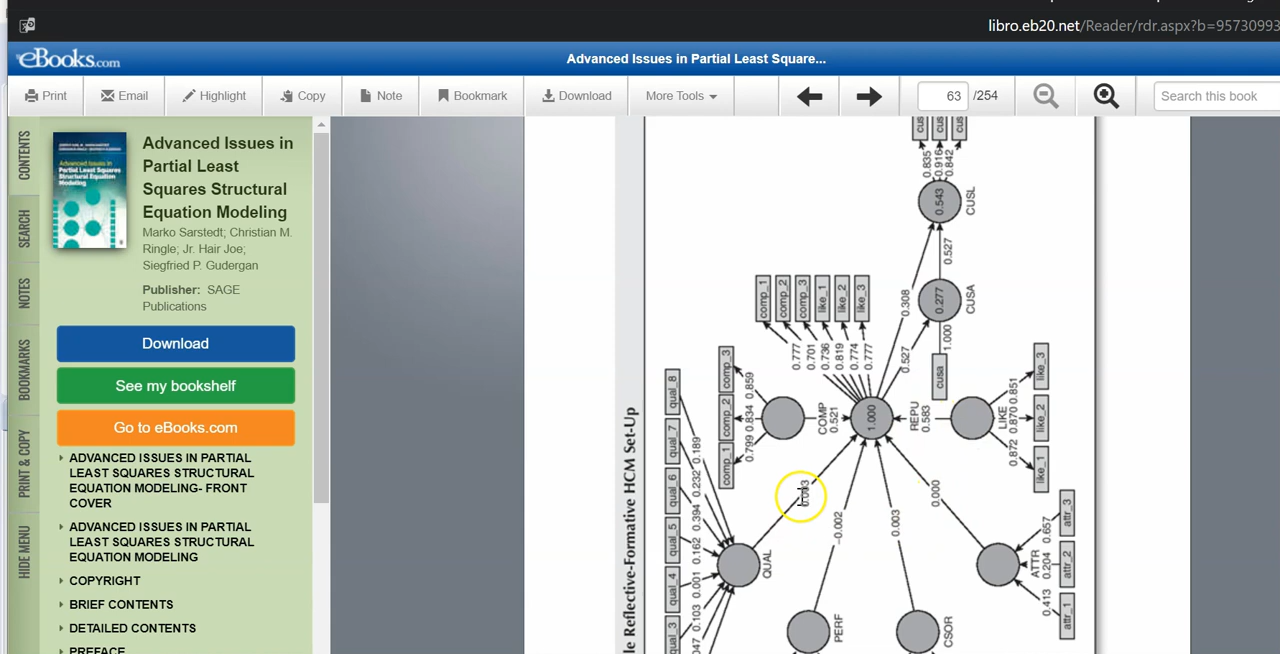 libro.eb20.net/Reader/rdr.aspx?b=95730993
eBooks.com
Advanced Issues in Partial Least Square...
Print
Email
Highlight
Copy
Note
Bookmark
Download
More Tools
63 /254
Search this book
CONTENTS
SEARCH
NOTES
BOOKMARKS
PRINT & COPY
HIDE MENU
Advanced Issues in
Partial Least
Squares Structural
Equation Modeling
Marko Sarstedt; Christian M.
Ringle; Jr. Hair Joe;
Siegfried P. Gudergan
Publisher: SAGE
Publications
Download
See my bookshelf
Go to eBooks.com
ADVANCED ISSUES IN PARTIAL
LEAST SQUARES STRUCTURAL
EQUATION MODELING- FRONT
COVER
ADVANCED ISSUES IN PARTIAL
LEAST SQUARES STRUCTURAL
EQUATION MODELING
COPYRIGHT
BRIEF CONTENTS
DETAILED CONTENTS
PREFACE
le Reflective-Formative HCM Set-Up
cus
cus
cus
0.835
0.916
0.842
0.543
CUSL
0.527
0.308
0.277
CUSA
1.000
cusa
0.527
comp_1
comp_2
comp_3
like_1
like_2
like_3
0.777
0.701
0.736
0.819
0.774
0.777
comp_3
comp_2
comp_1
0.859
0.834
0.799
COMP
0.521
1.000
REPU
0.583
LIKE
like_3
like_2
like_1
0.851
0.870
0.872
qual_8
qual_7
qual_6
qual_5
qual_4
qual_3
0.189
0.232
0.394
0.162
0.001
0.103
047
QUAL
-0.002
0.003
0.000
PERF
CSOR
ATTR
attr_3
attr_2
attr_1
0.657
0.204
0.413